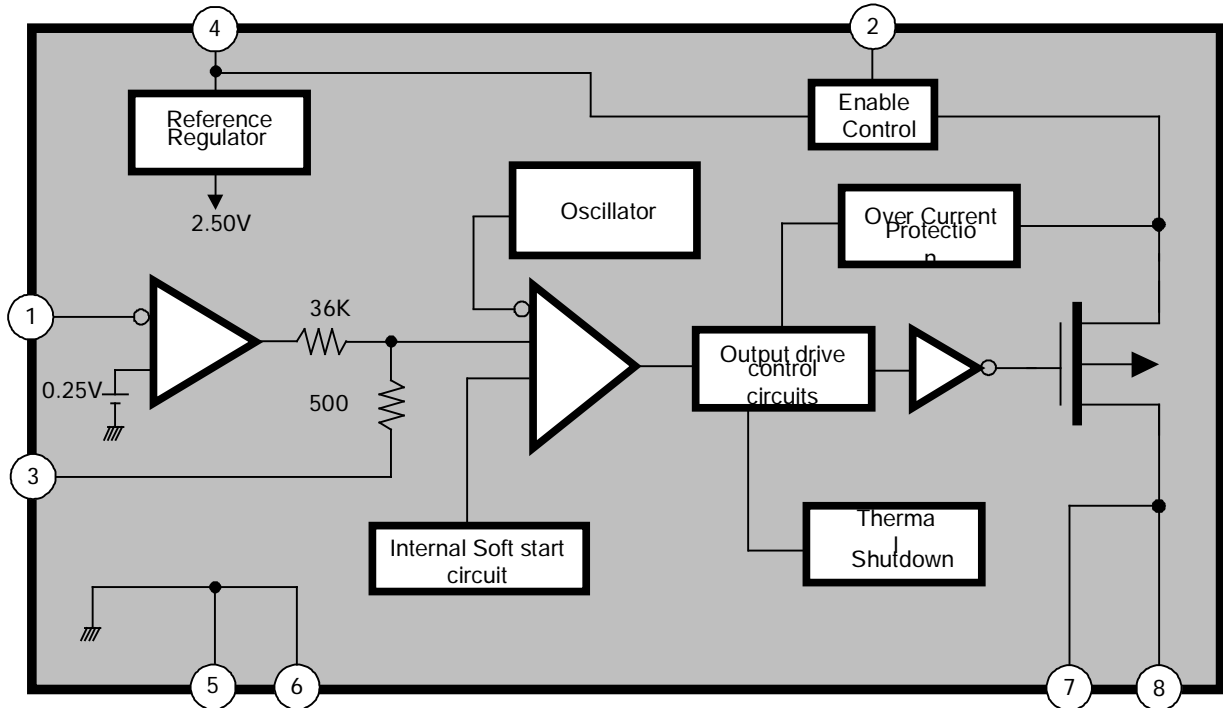 4
2
Reference
Regulator
2.50V
Enable
Control
Oscillator
Over Current
Protectio
n
1
36K
0.25V
500
Output drive
control
circuits
3
Internal Soft start
circuit
Therma
l
Shutdown
5
6
7
8